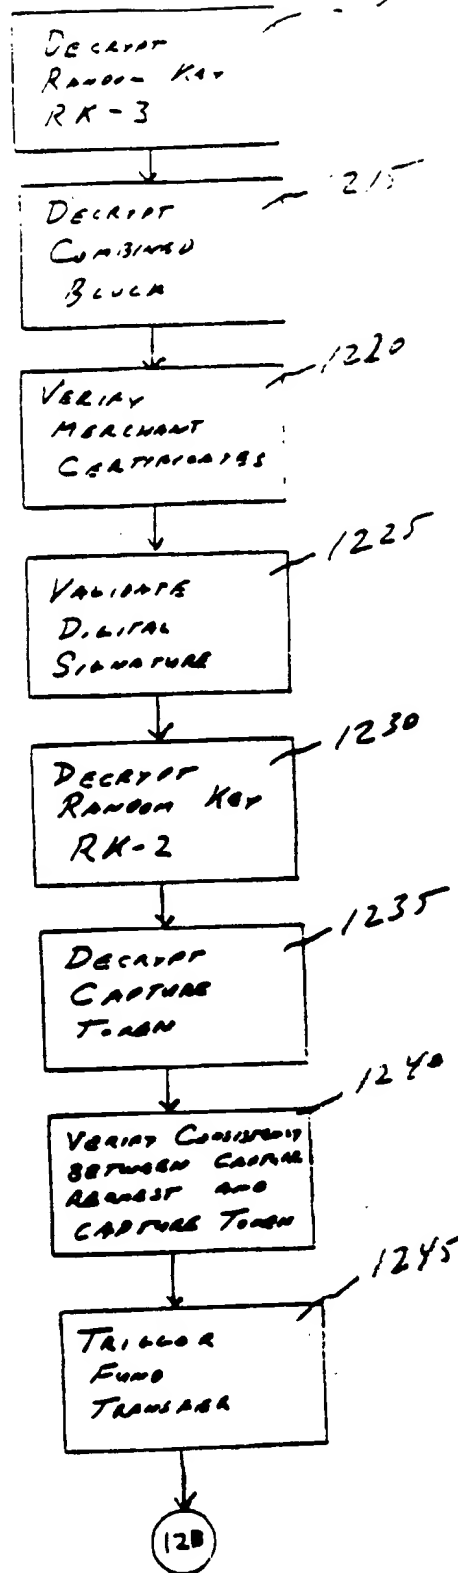 DECRYPT
RANDOM KEY
RK-3
DECRYPT
COMBINED
BLOCK
1215
VERIFY
MERCHANT
CERTIFICATES
1220
VALIDATE
DIGITAL
SIGNATURE
1225
DECRYPT
RANDOM KEY
RK-2
1230
DECRYPT
CAPTURE
TOKEN
1235
VERIFY CONSISTENCY
BETWEEN CAPTURE
REQUEST AND
CAPTURE TOKEN
1240
TRIGGOR
FUND
TRANSFER
1245
12B